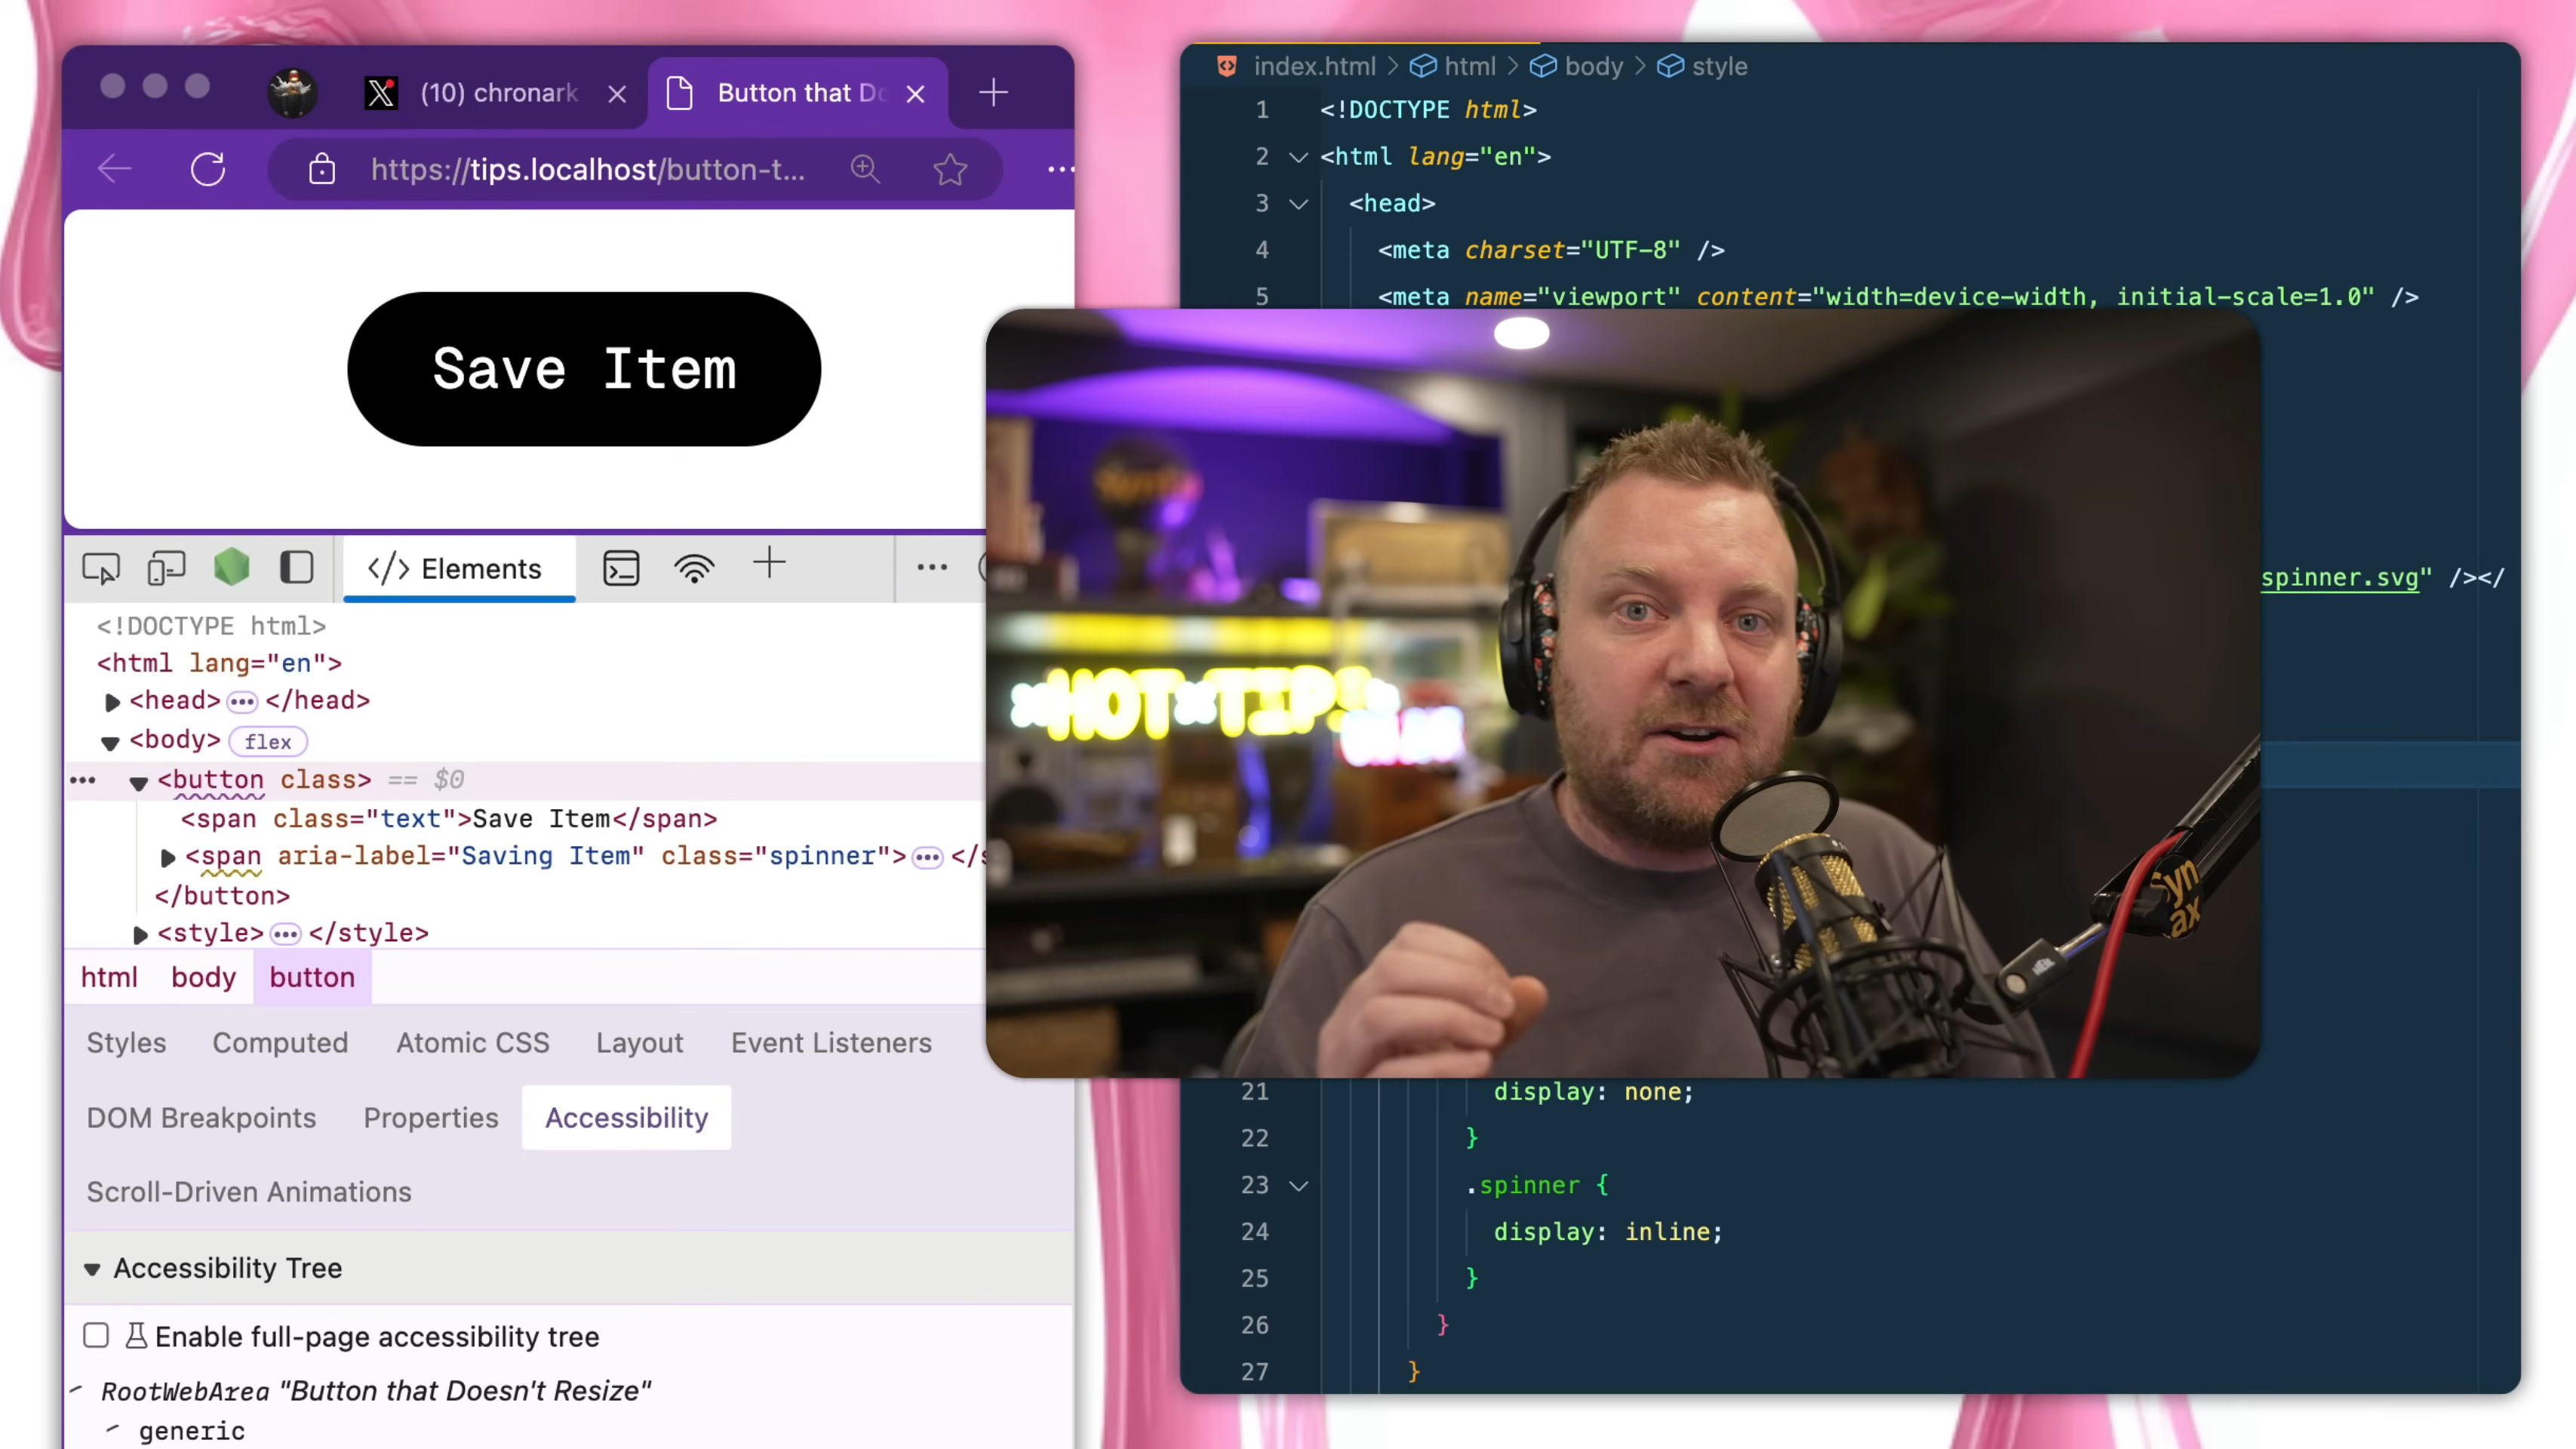 (10) chronark
Button that Do
https://tips.localhost/button-t...
Save Item
Elements
<!DOCTYPE html>
<html lang="en">
<head> ••• </head>
<body> flex
••• <button class> == $0
<span class="text">Save Item</span>
<span aria-label="Saving Item" class="spinner"> ••• </s
</button>
<style> ••• </style>
html body button
Styles Computed Atomic CSS Layout Event Listeners
DOM Breakpoints Properties Accessibility
Scroll-Driven Animations
Accessibility Tree
Enable full-page accessibility tree
RootWebArea "Button that Doesn't Resize"
generic
index.html > html > body > style
1 <!DOCTYPE html>
2 <html lang="en">
3 <head>
4 <meta charset="UTF-8" />
5 <meta name="viewport" content="width=device-width, initial-scale=1.0" />
spinner.svg" /></
HOT TIP!
Syn
ax
21 display: none;
22 }
23 .spinner {
24 display: inline;
25 }
26 }
27 }